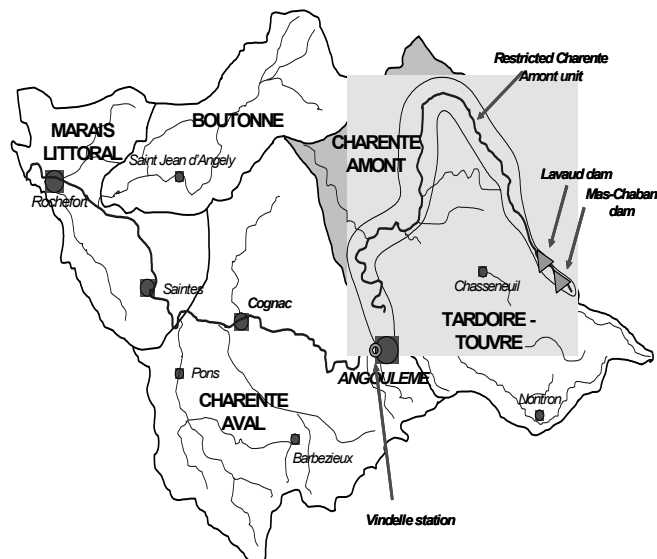 Restricted Charente
Amont unit
MARAIS
LITTORAL
BOUTONNE
Saint Jean d'Angely
CHARENTE
AMONT
Lavaud dam
Mas-Chaban
dam
Rochefort
Saintes
Cognac
Chasseneuil
TARDOIRE -
TOUVRE
Pons
ANGOULEME
CHARENTE
AVAL
Nontron
Barbezieux
Vindelle station